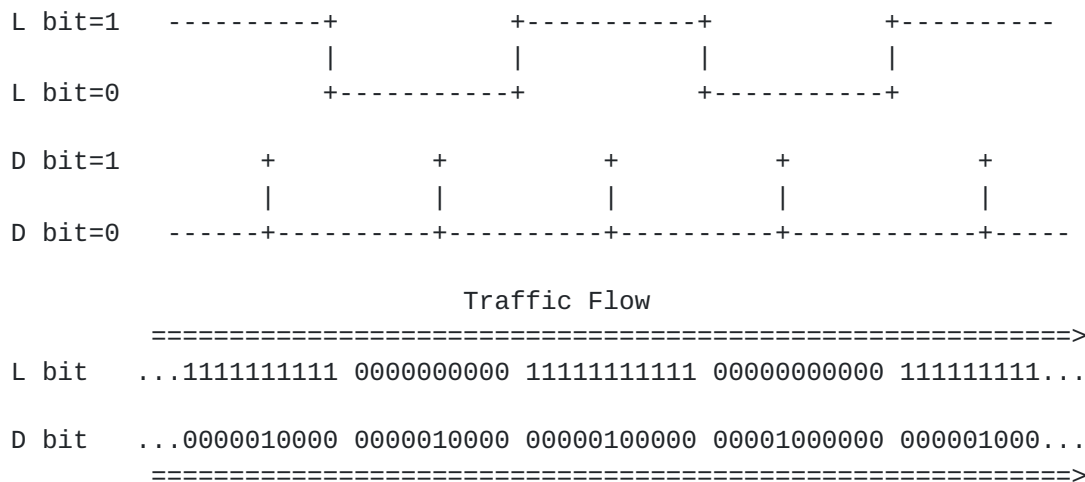 L bit=1   ----------+           +-----------+           +----------
                    |           |           |           |
L bit=0             +-----------+           +-----------+
D bit=1         +          +          +          +            +
                |          |          |          |            |
D bit=0   ------+----------+----------+----------+------------+-----
                             Traffic Flow
         ===========================================================>
L bit   ...1111111111 0000000000 11111111111 00000000000 111111111...
D bit   ...0000010000 0000010000 00000100000 00001000000 000001000...
         ===========================================================>